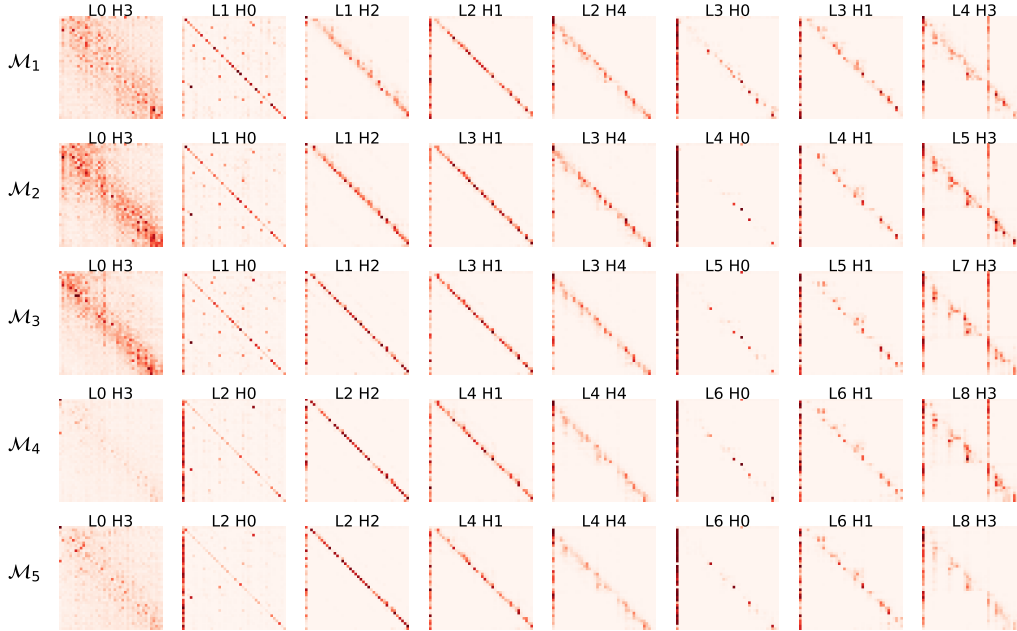 L0 H3 L1 H0 L1 H2 L2 H1 L2 H4 L3 H0 L3 H1 L4 H3
M₁
L0 H3 L1 H0 L1 H2 L3 H1 L3 H4 L4 H0 L4 H1 L5 H3
M₂
L0 H3 L1 H0 L1 H2 L3 H1 L3 H4 L5 H0 L5 H1 L7 H3
M₃
L0 H3 L2 H0 L2 H2 L4 H1 L4 H4 L6 H0 L6 H1 L8 H3
M₄
L0 H3 L2 H0 L2 H2 L4 H1 L4 H4 L6 H0 L6 H1 L8 H3
M₅